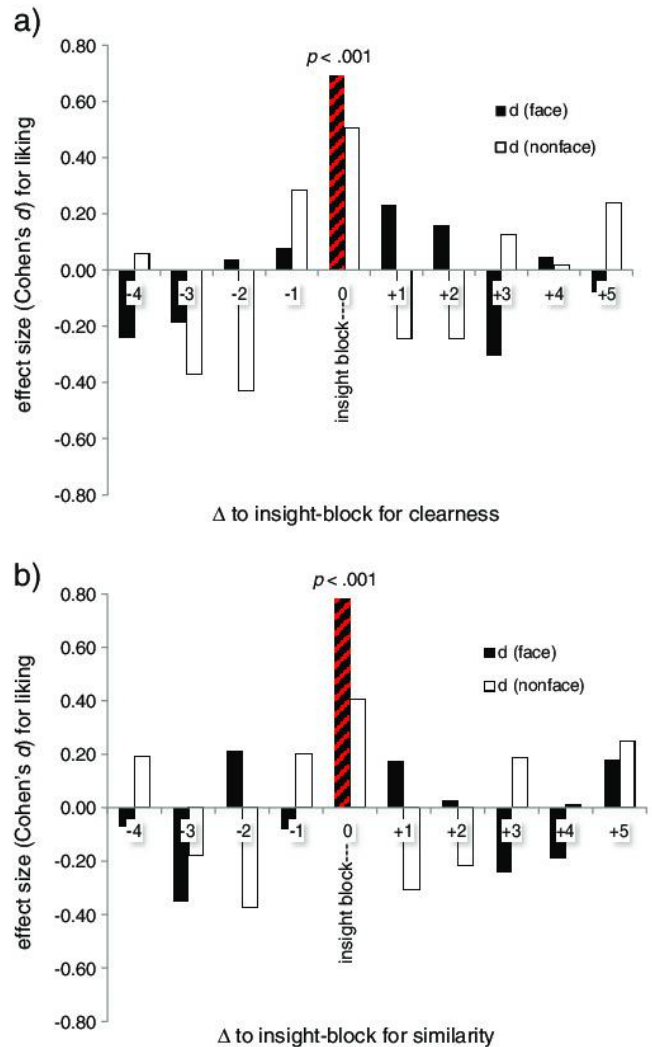 a)
effect size (Cohen's d) for liking
0.80
0.60
0.40
0.20
0.00
-0.20
-0.40
-0.60
-0.80
p < .001
d (face)
d (nonface)
-4 -3 -2 -1 0 +1 +2 +3 +4 +5
insight block----
Δ to insight-block for clearness
b)
effect size (Cohen's d) for liking
0.80
0.60
0.40
0.20
0.00
-0.20
-0.40
-0.60
-0.80
p < .001
d (face)
d (nonface)
-4 -3 -2 -1 0 +1 +2 +3 +4 +5
insight block----
Δ to insight-block for similarity